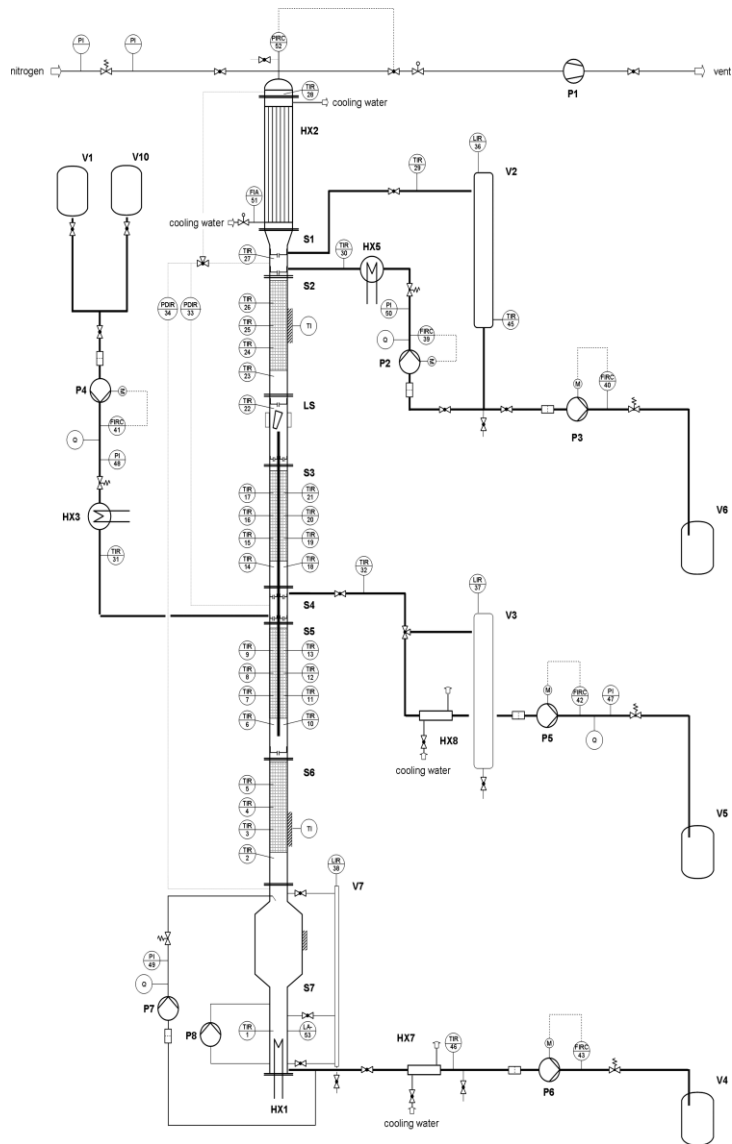 PI
PI
PIRC
52
nitrogen
vent
P1
TIR
28
cooling water
HX2
V1
V10
LIR
36
TIR
29
V2
FIA
51
cooling water
S1
TIR
27
TIR
30
HX5
S2
PDIR
34
PDIR
33
TIR
26
TIR
25
TIR
24
TIR
23
TI
PI
50
FIRC
39
Q
P2
M
TIR
45
M
FIRC
40
P3
P4
M
FIRC
41
Q
PI
48
LS
TIR
22
S3
TIR
17
TIR
21
TIR
16
TIR
20
TIR
15
TIR
19
TIR
14
TIR
18
HX3
TIR
31
V6
TIR
32
LIR
37
S4
V3
S5
TIR
9
TIR
13
TIR
8
TIR
12
TIR
7
TIR
11
TIR
6
TIR
10
M
FIRC
42
PI
47
HX8
P5
Q
cooling water
S6
TIR
5
TIR
4
TIR
3
TIR
2
TI
V5
LIR
38
V7
PI
49
Q
S7
P7
P8
TIR
1
LA-
53
HX7
TIR
46
M
FIRC
43
P6
V4
HX1
cooling water